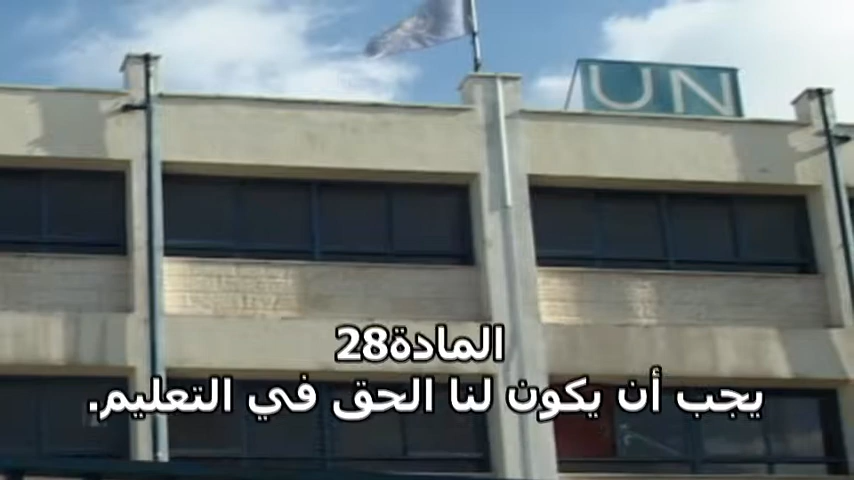 UN
المادة28
يجب أن يكون لنا الحق في التعليم.